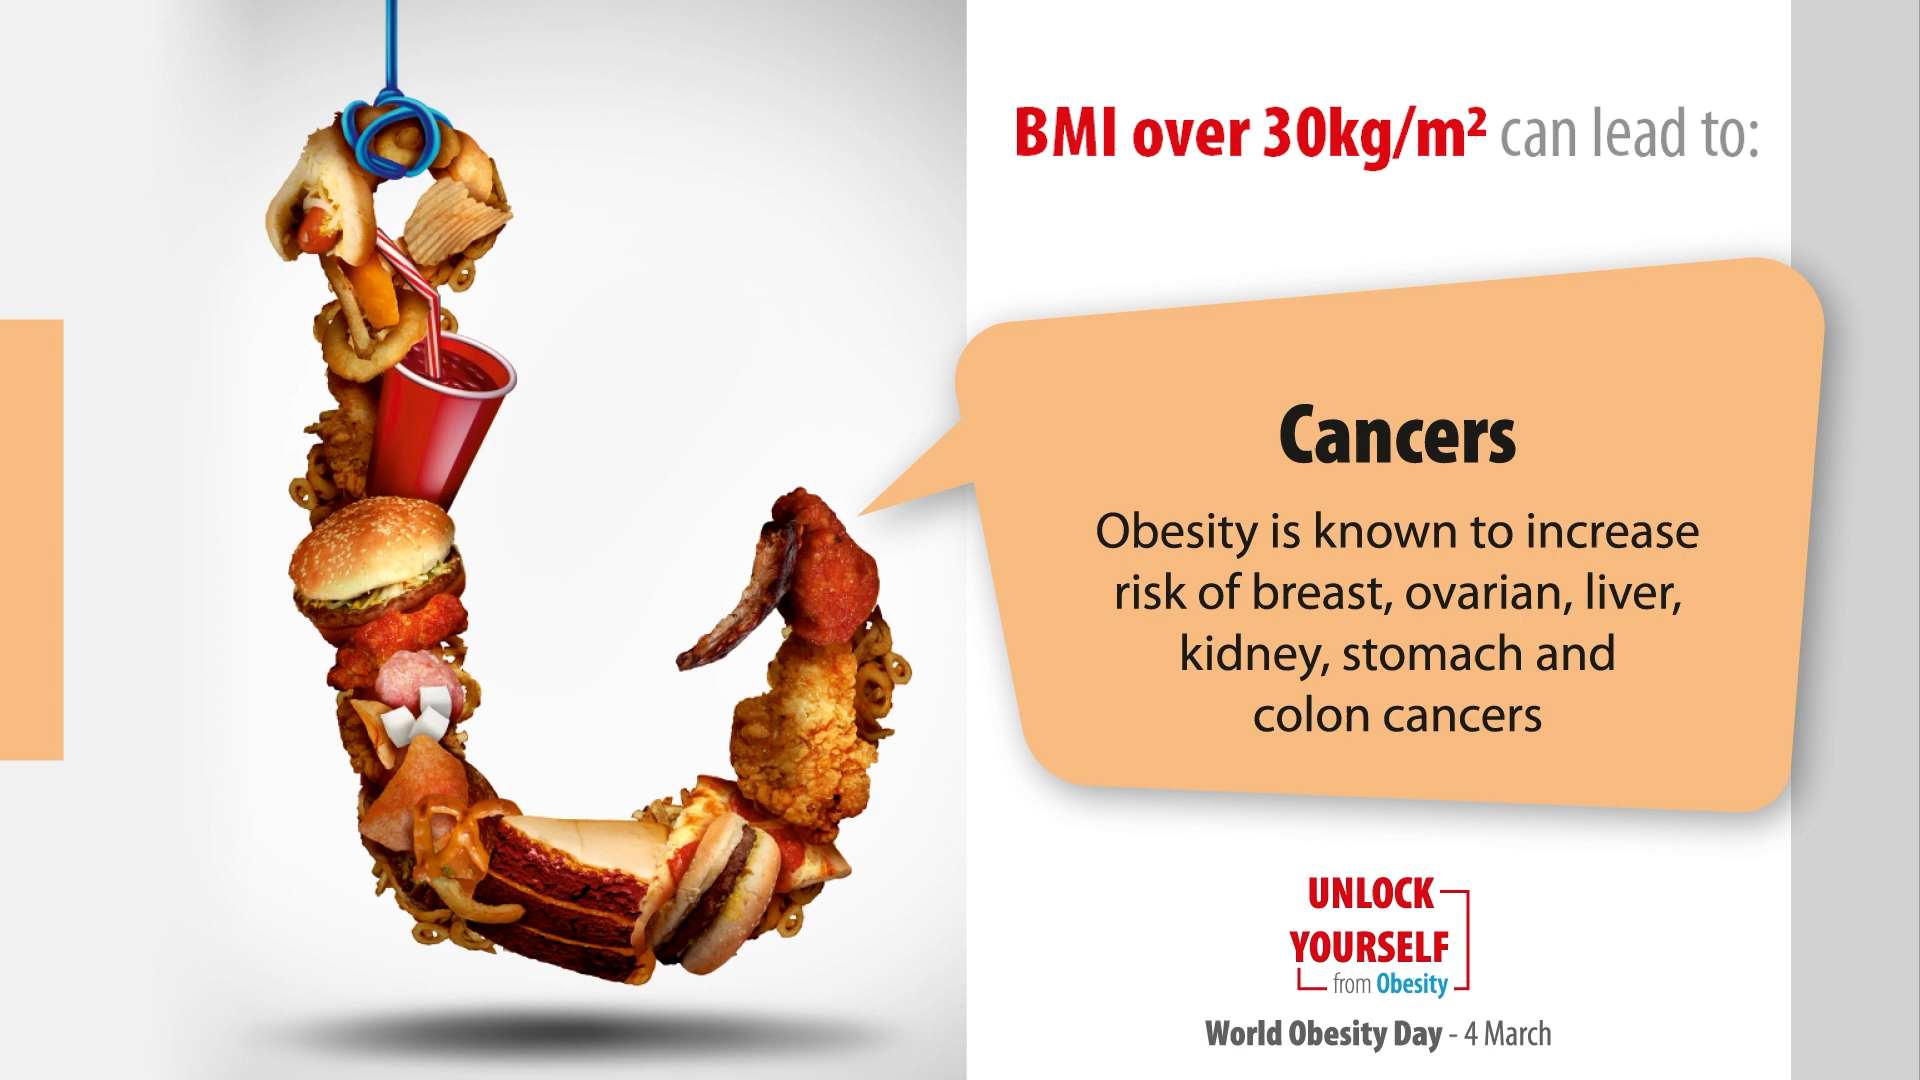 BMI over 30kg/m² can lead to:
Cancers
Obesity is known to increase
risk of breast, ovarian, liver,
kidney, stomach and
colon cancers
UNLOCK
YOURSELF
from Obesity
World Obesity Day - 4 March